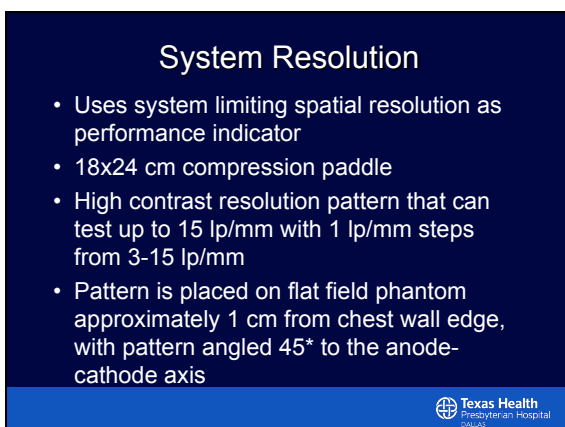 System Resolution
• Uses system limiting spatial resolution as
performance indicator
• 18x24 cm compression paddle
• High contrast resolution pattern that can
test up to 15 lp/mm with 1 lp/mm steps
from 3-15 lp/mm
• Pattern is placed on flat field phantom
approximately 1 cm from chest wall edge,
with pattern angled 45* to the anode-
cathode axis
Texas Health
Presbyterian Hospital
DALLAS